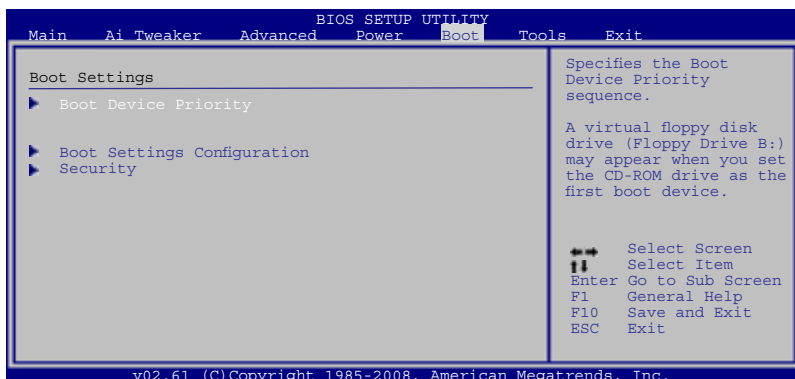 BIOS SETUP UTILITY
Main Ai Tweaker Advanced Power Boot Tools Exit
Boot Settings
Boot Device Priority
Boot Settings Configuration
Security
Specifies the Boot
Device Priority
sequence.
A virtual floppy disk
drive (Floppy Drive B:)
may appear when you set
the CD-ROM drive as the
first boot device.
Select Screen
Select Item
Enter Go to Sub Screen
F1 General Help
F10 Save and Exit
ESC Exit
v02.61 (C)Copyright 1985-2008, American Megatrends, Inc.